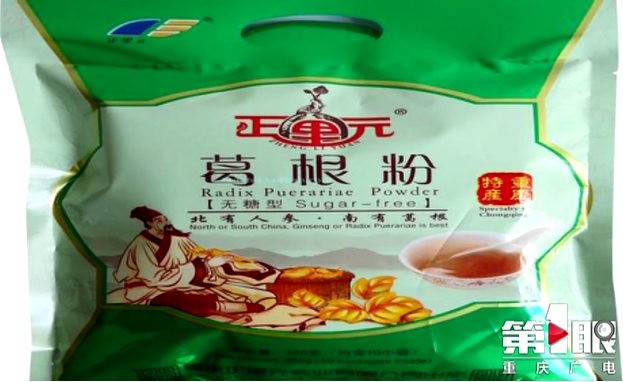 正里元®
ZHENG LI YUAN
葛根粉
Radix Puerariae Powder
【无糖型 Sugar-free】
北有人参·南有葛根
North or South China, Ginseng or Radix Puerariae is best
重庆
特产
Specialty
Chongqing
第1眼
重庆广电